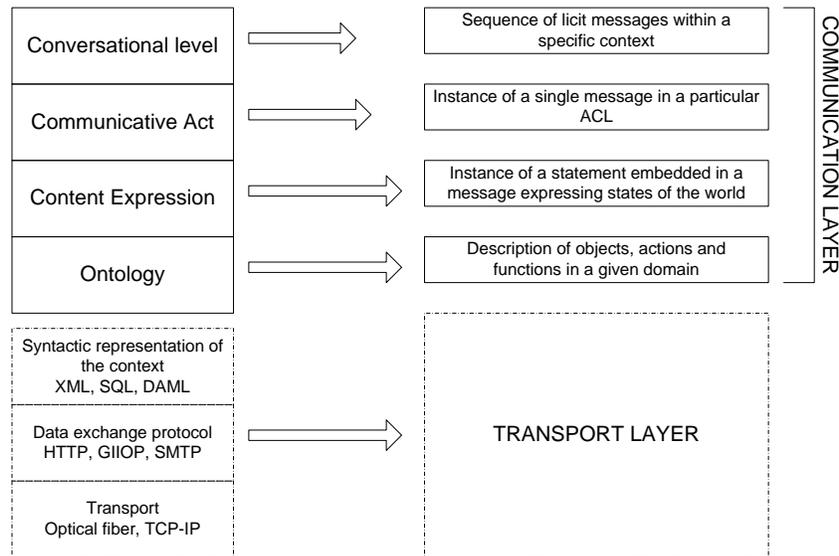 Conversational level
Sequence of licit messages within a
specific context
Communicative Act
Instance of a single message in a particular
ACL
Content Expression
Instance of a statement embedded in a
message expressing states of the world
Ontology
Description of objects, actions and
functions in a given domain
COMMUNICATION LAYER
Syntactic representation of
the context
XML, SQL, DAML
Data exchange protocol
HTTP, GIIOP, SMTP
Transport
Optical fiber, TCP-IP
TRANSPORT LAYER